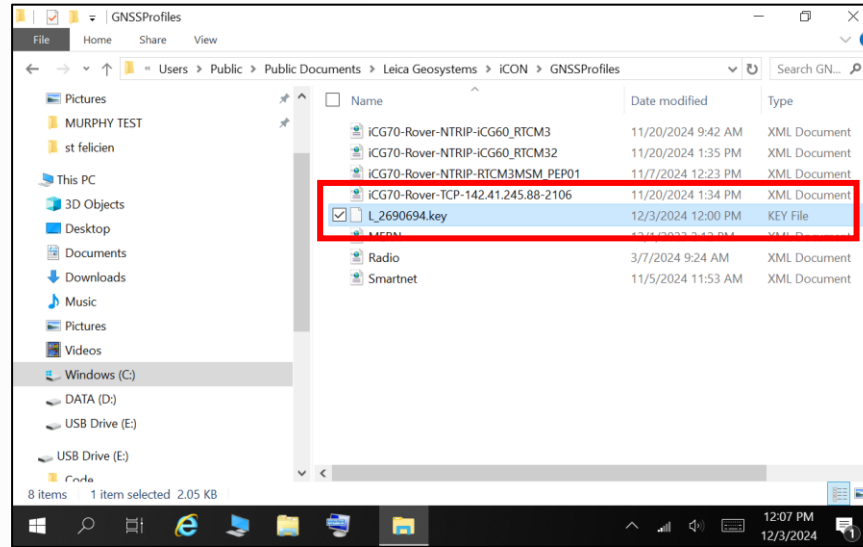 GNSSProfiles
File Home Share View
« Users > Public > Public Documents > Leica Geosystems > iCON > GNSSProfiles Search GN...
Pictures
MURPHY TEST
st felicien
This PC
3D Objects
Desktop
Documents
Downloads
Music
Pictures
Videos
Windows (C:)
DATA (D:)
USB Drive (E:)
USB Drive (E:)
Code
Name Date modified Type
iCG70-Rover-NTRIP-iCG60_RTCM3 11/20/2024 9:42 AM XML Document
iCG70-Rover-NTRIP-iCG60_RTCM32 11/20/2024 1:35 PM XML Document
iCG70-Rover-NTRIP-RTCM3MSM_PEP01 11/7/2024 12:23 PM XML Document
iCG70-Rover-TCP-142.41.245.88-2106 11/20/2024 1:34 PM XML Document
L_2690694.key 12/3/2024 12:00 PM KEY File
XML Document
Radio 3/7/2024 9:24 AM XML Document
Smartnet 11/5/2024 11:53 AM XML Document
8 items 1 item selected 2.05 KB
12:07 PM
12/3/2024
1